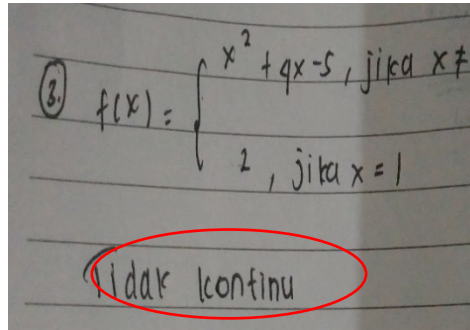 3. f(x) = { x² + 4x - 5, jika x ≠
2, jika x = 1
Tidak kontinu